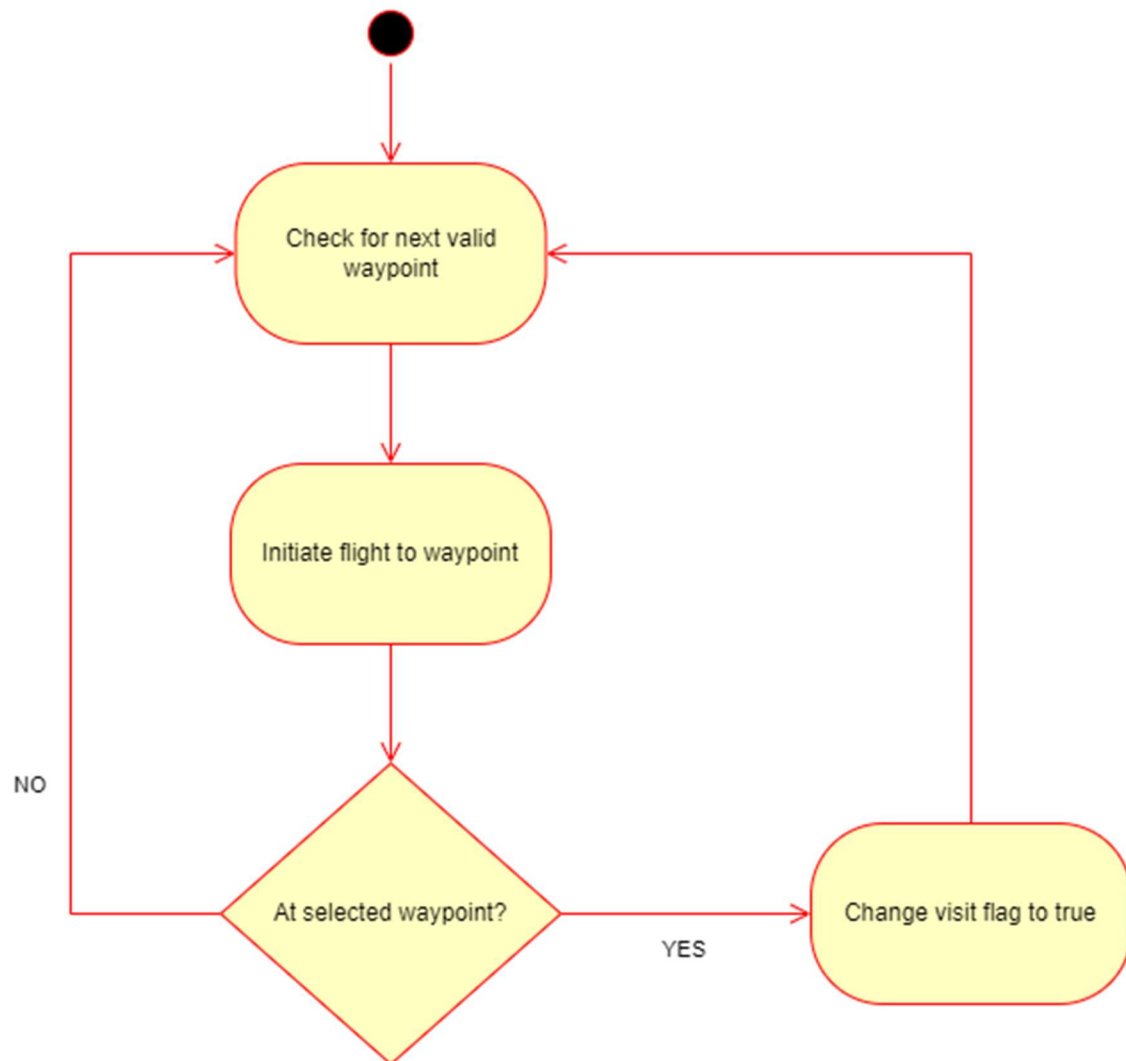 Check for next valid
waypoint
Initiate flight to waypoint
NO
At selected waypoint?
YES
Change visit flag to true